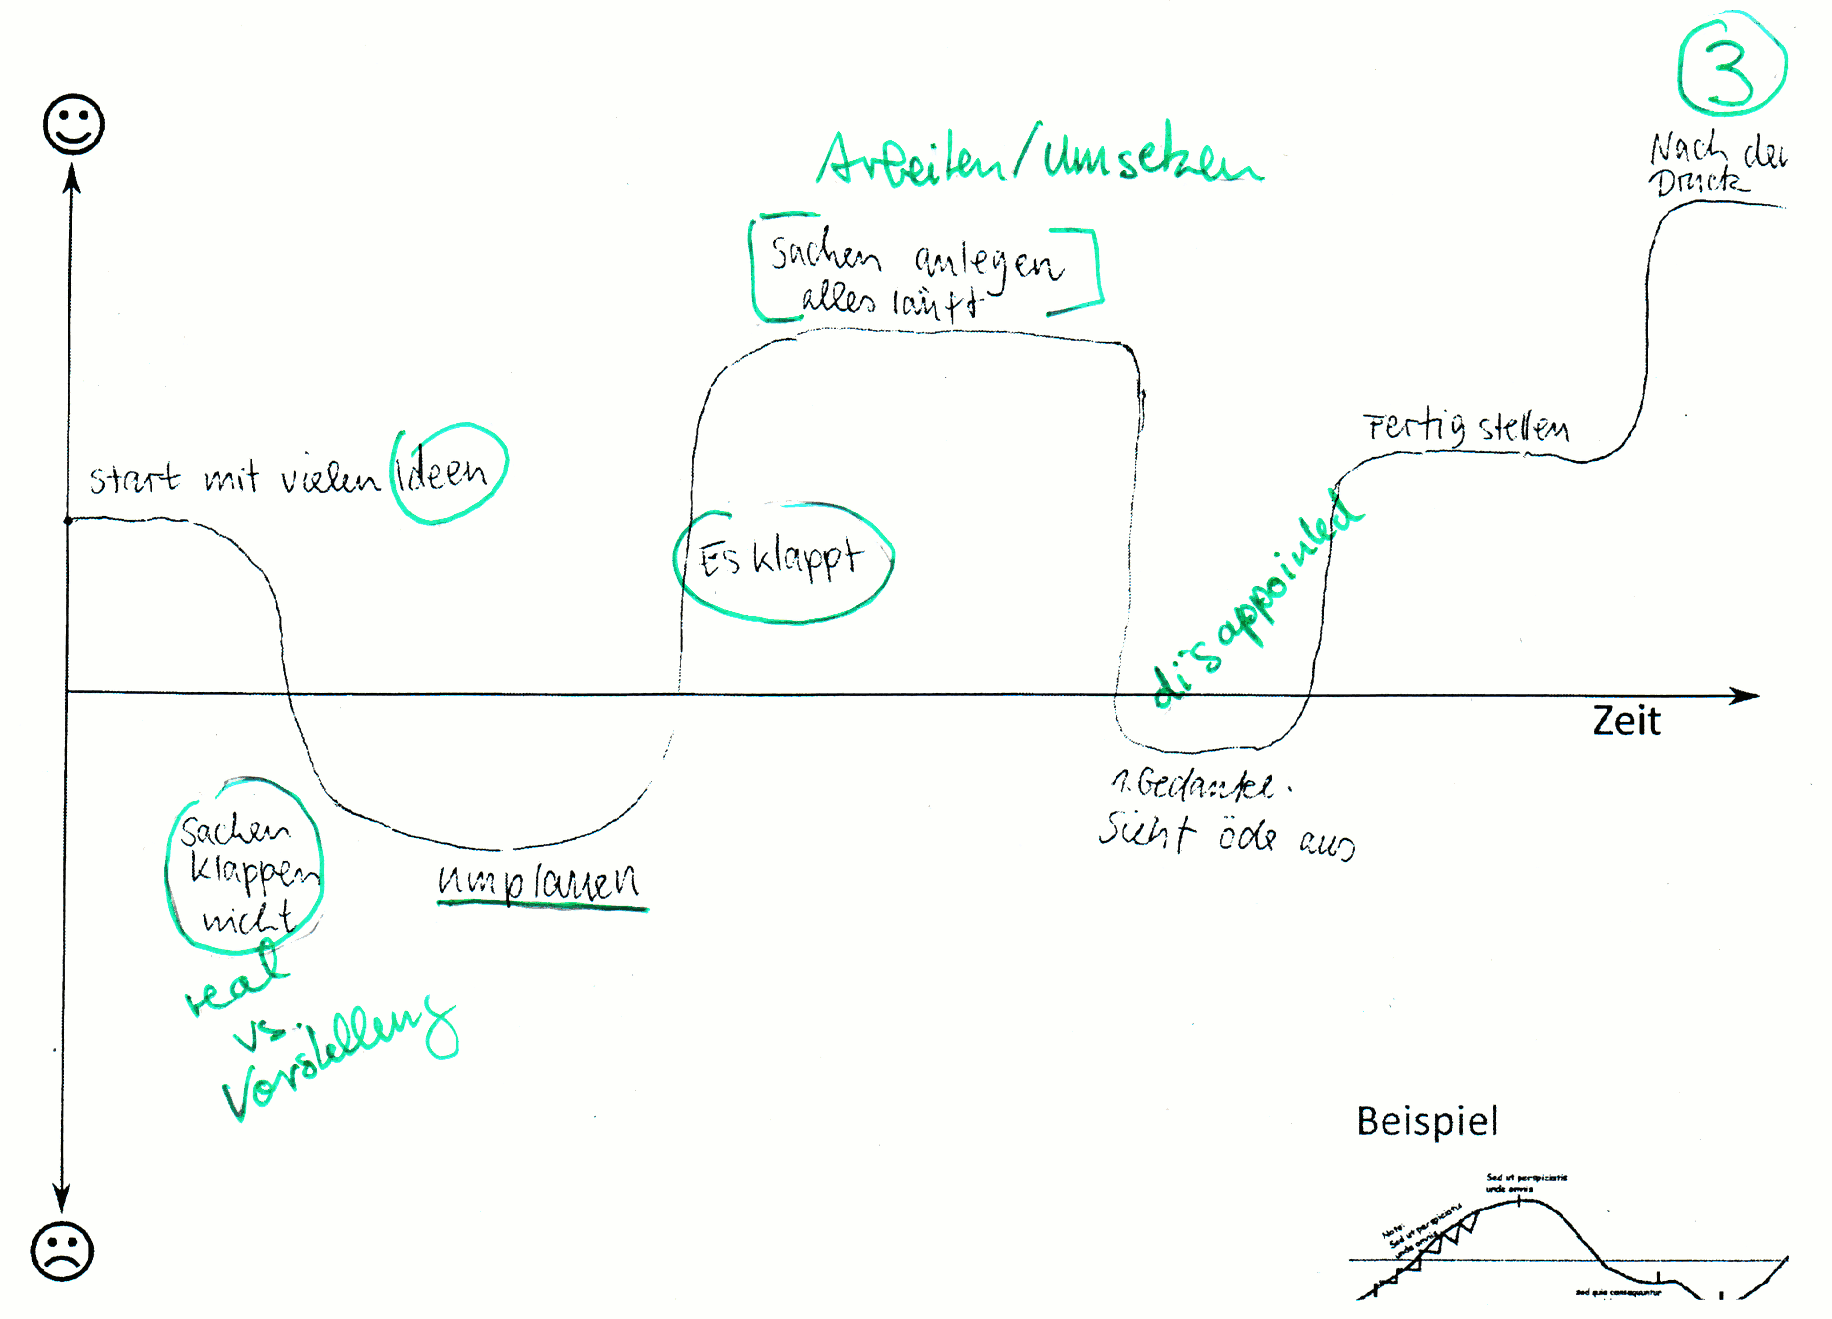 3
Nach der
Druck
Arbeiten/Umsetzen
Sachen anlegen
alles läuft
Fertig stellen
start mit vielen Ideen
Es klappt
disappointed
Zeit
1. Gedanke.
Sieht öde aus
Sachen
klappen
nicht
umplanen
real
vs.
Vorstellung
Beispiel
Sed ut perspiciatis
unde omnis
Note:
Sed ut perspiciatis
unde omnis
Sed quia consequuntur